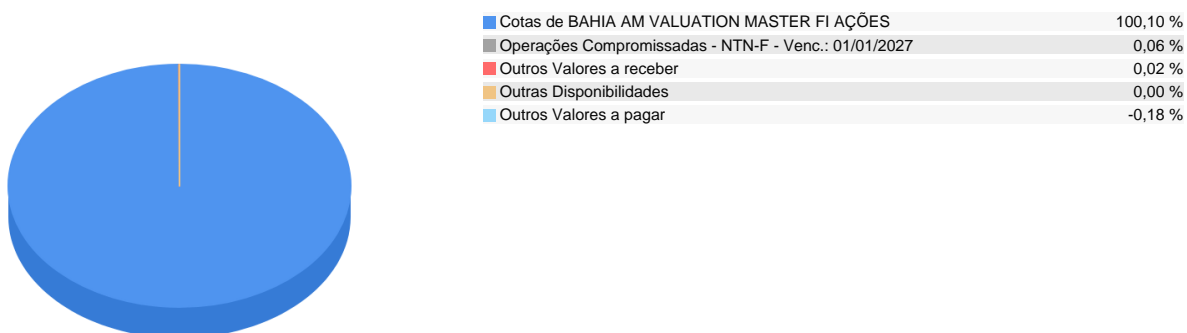 Cotas de BAHIA AM VALUATION MASTER FI AÇÕES 100,10 %
Operações Compromissadas - NTN-F - Venc.: 01/01/2027 0,06 %
Outros Valores a receber 0,02 %
Outras Disponibilidades 0,00 %
Outros Valores a pagar -0,18 %